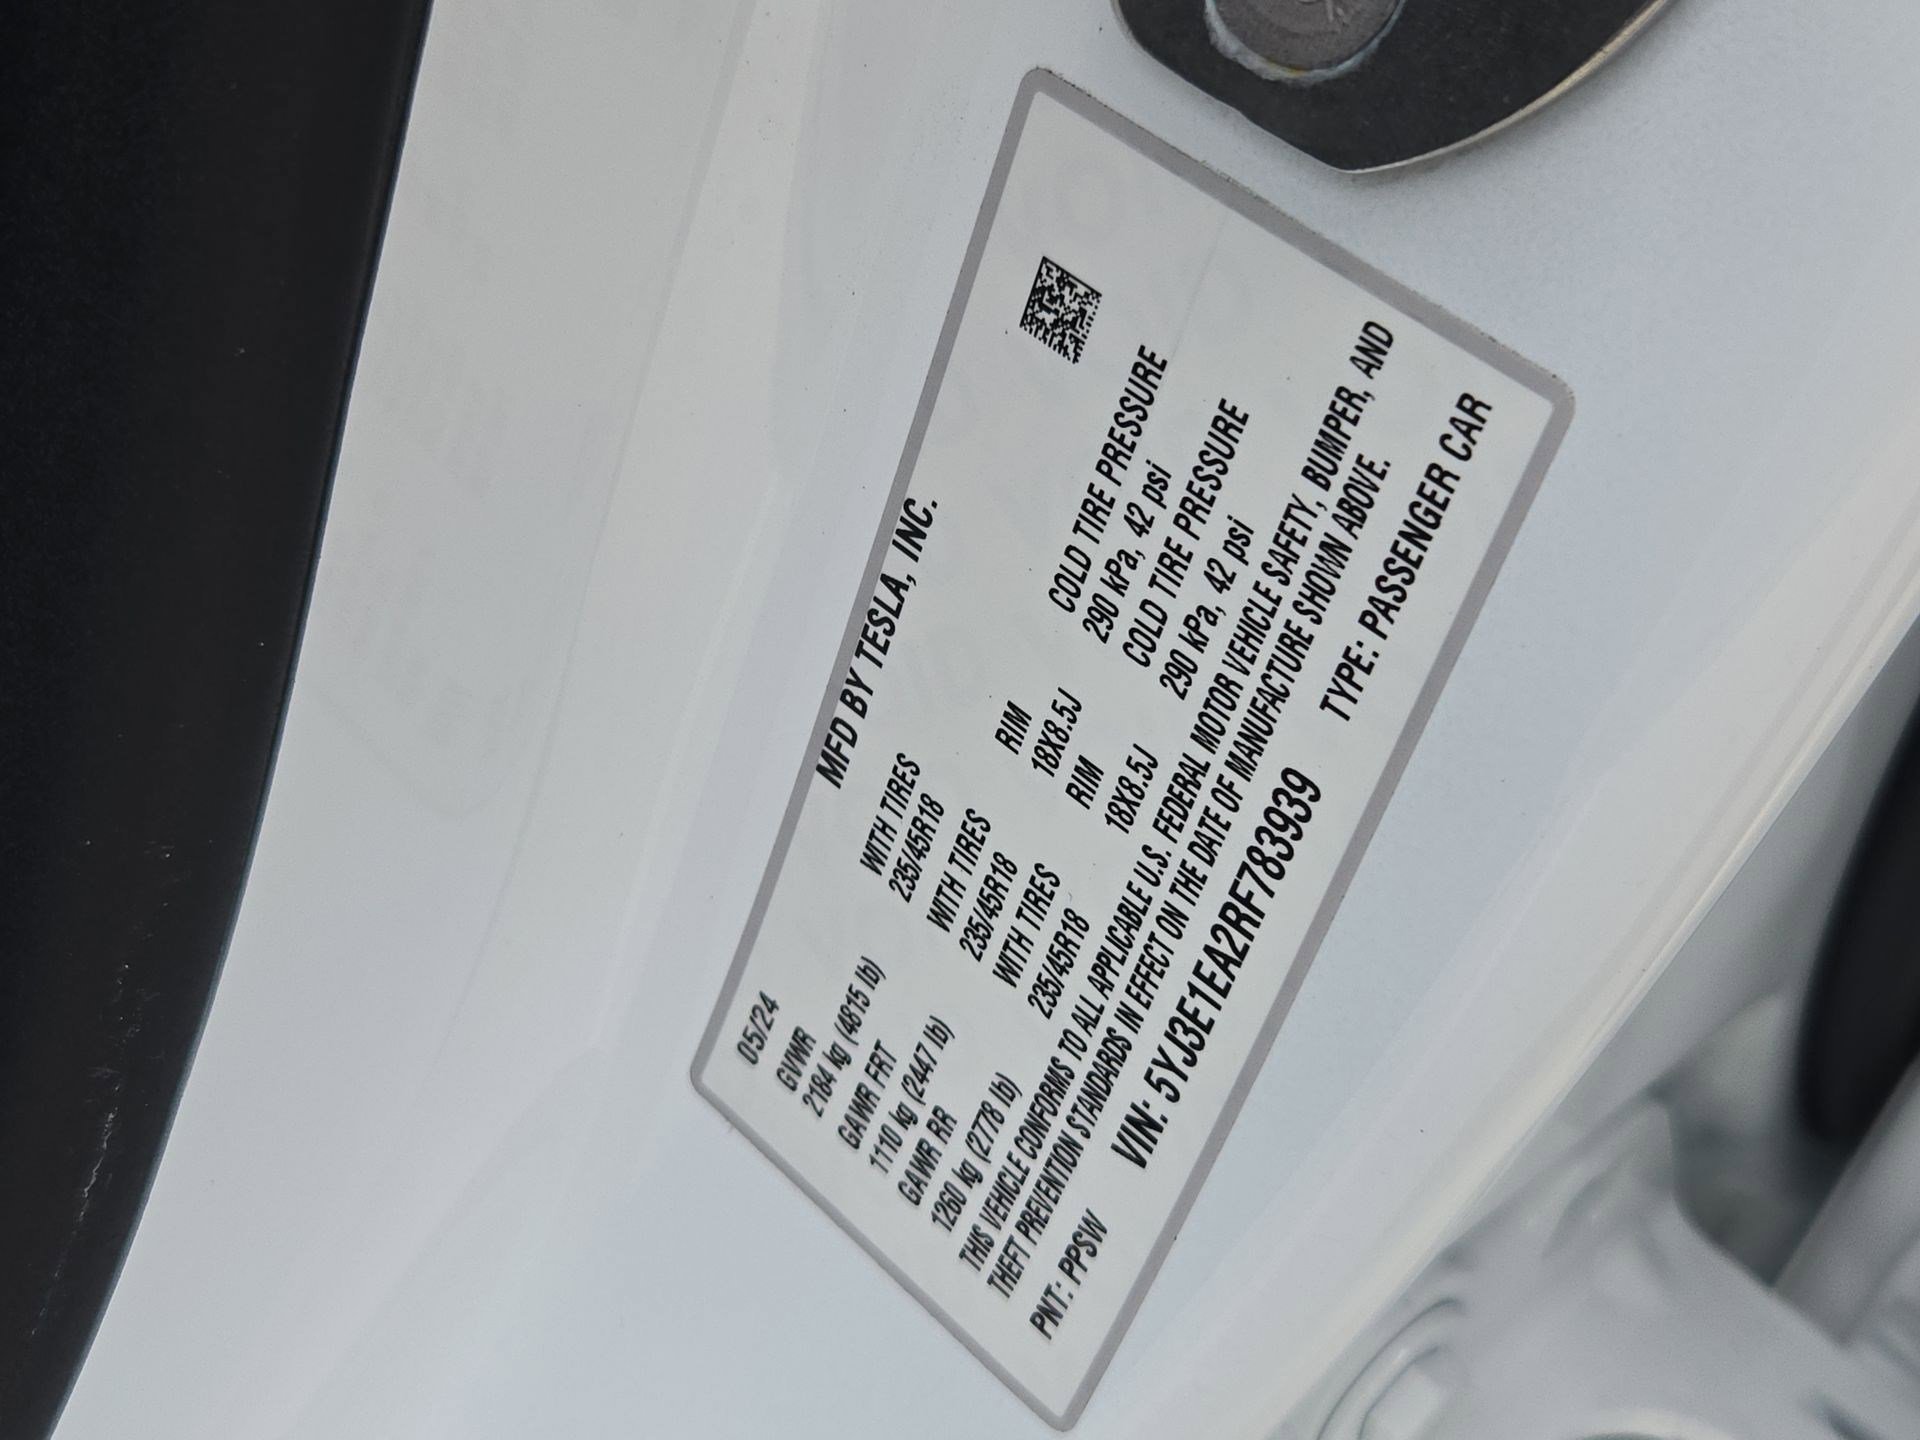 MFD BY TESLA, INC.
05/24
GVWR WITH TIRES
2184 kg (4815 lb) 235/45R18
GAWR FRT WITH TIRES RIM COLD TIRE PRESSURE
1110 kg (2447 lb) 235/45R18 18X8.5J 290 kPa, 42 psi
GAWR RR WITH TIRES RIM COLD TIRE PRESSURE
1260 kg (2778 lb) 235/45R18 18X8.5J 290 kPa, 42 psi
THIS VEHICLE CONFORMS TO ALL APPLICABLE U.S. FEDERAL MOTOR VEHICLE SAFETY, BUMPER, AND
THEFT PREVENTION STANDARDS IN EFFECT ON THE DATE OF MANUFACTURE SHOWN ABOVE.
PNT: PPSW VIN: 5YJ3E1EA2RF783939 TYPE: PASSENGER CAR